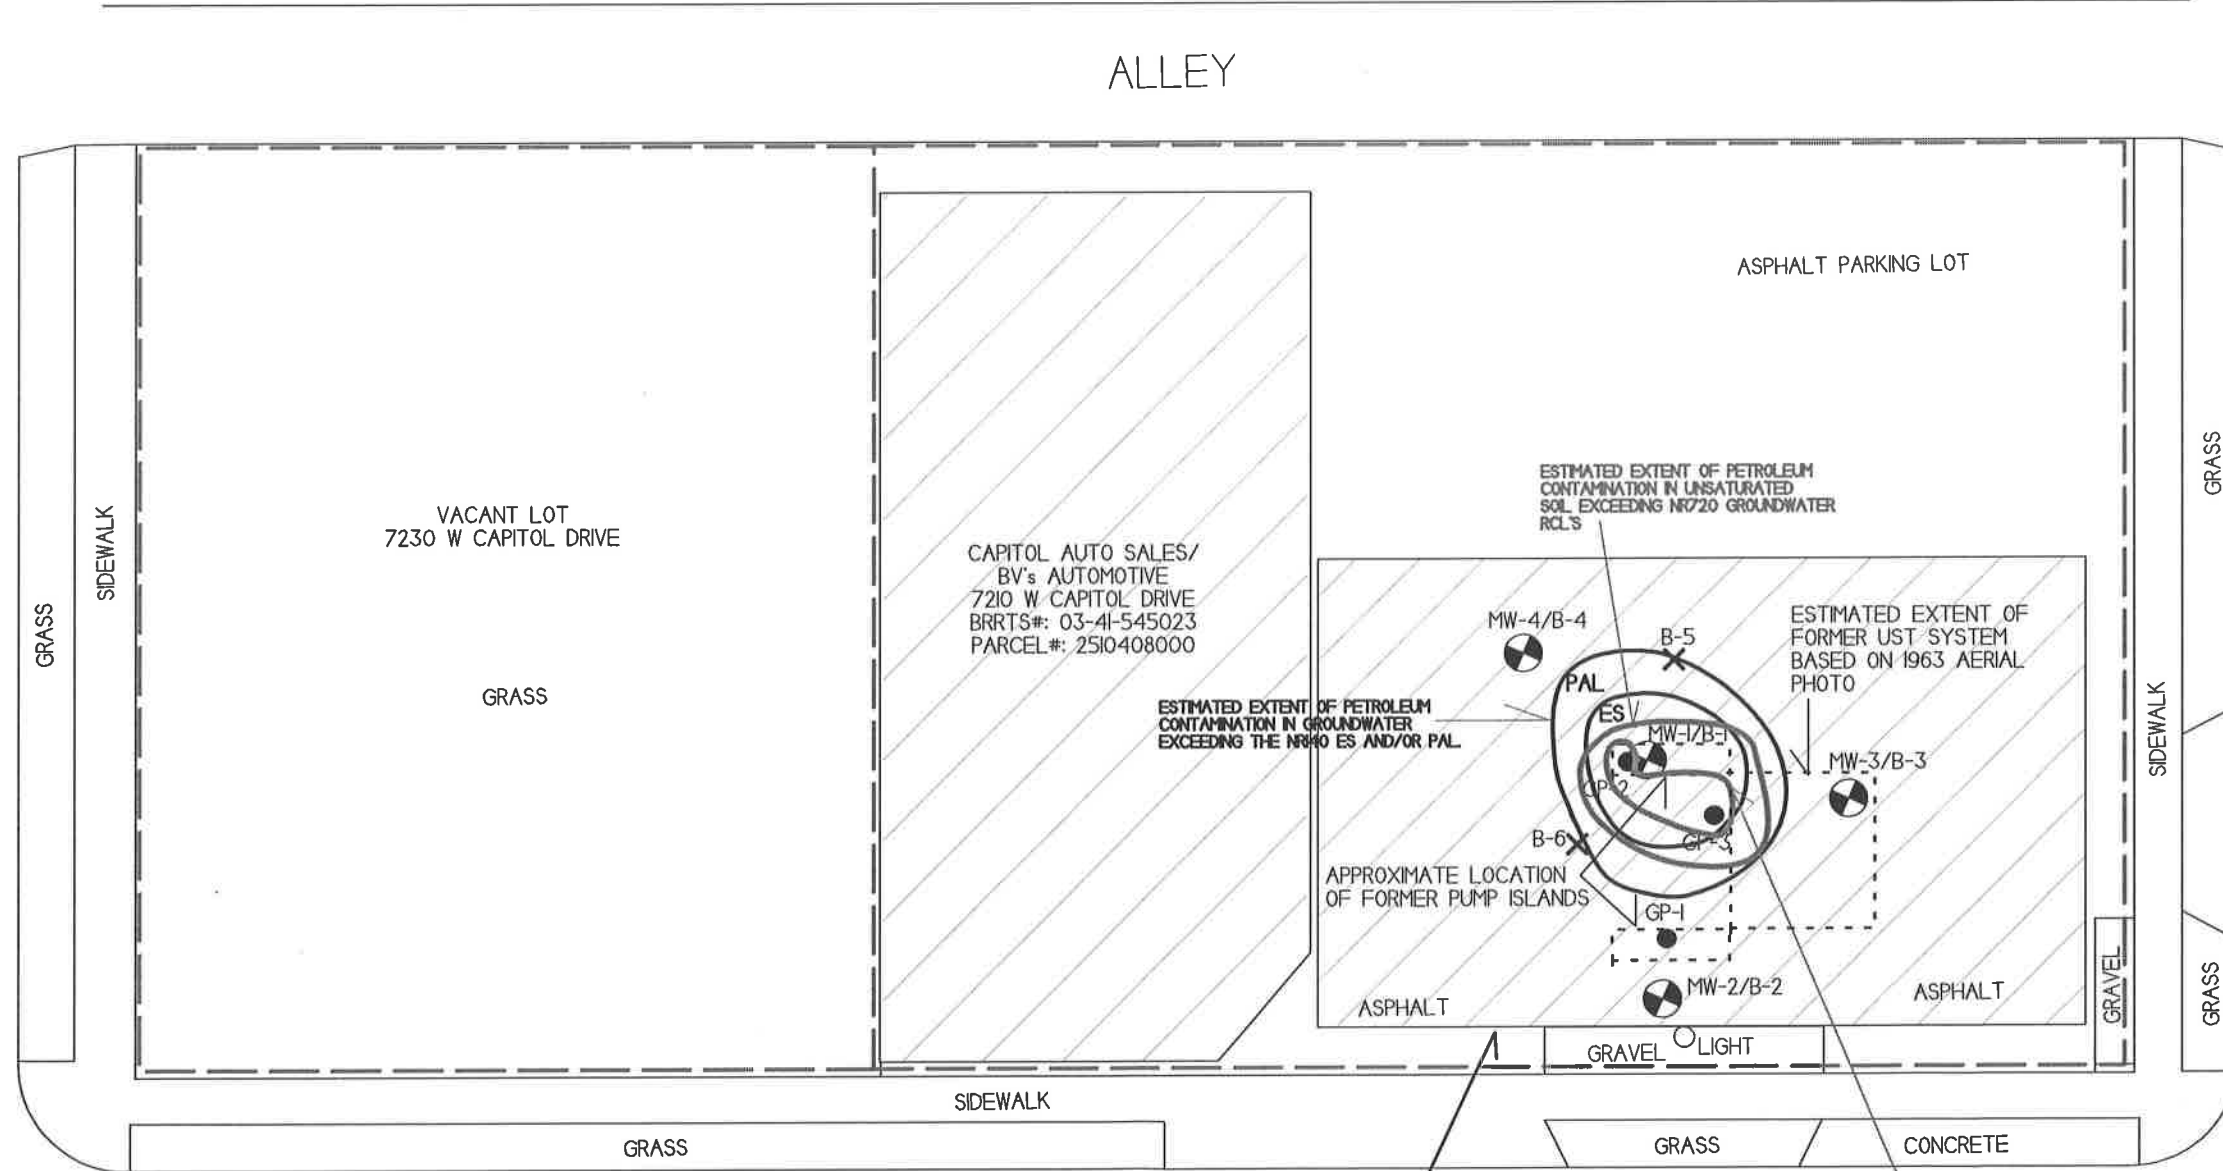 ALLEY
ASPHALT PARKING LOT
GRASS
SIDEWALK
VACANT LOT
7230 W CAPITOL DRIVE
GRASS
CAPITOL AUTO SALES/
BV's AUTOMOTIVE
7210 W CAPITOL DRIVE
BRRTS#: 03-41-545023
PARCEL#: 2510408000
ESTIMATED EXTENT OF PETROLEUM
CONTAMINATION IN UNSATURATED
SOIL EXCEEDING NR720 GROUNDWATER
RCL'S
GRASS
MW-4/B-4
B-5
ESTIMATED EXTENT OF
FORMER UST SYSTEM
BASED ON 1963 AERIAL
PHOTO
PAL
ES
ESTIMATED EXTENT OF PETROLEUM
CONTAMINATION IN GROUNDWATER
EXCEEDING THE NR140 ES AND/OR PAL.
MW-1/B-1
MW-3/B-3
GP-2
GP-3
B-6
APPROXIMATE LOCATION
OF FORMER PUMP ISLANDS
GP-1
MW-2/B-2
ASPHALT
ASPHALT
SIDEWALK
GRAVEL
GRASS
GRAVEL
LIGHT
SIDEWALK
GRASS
GRASS
CONCRETE